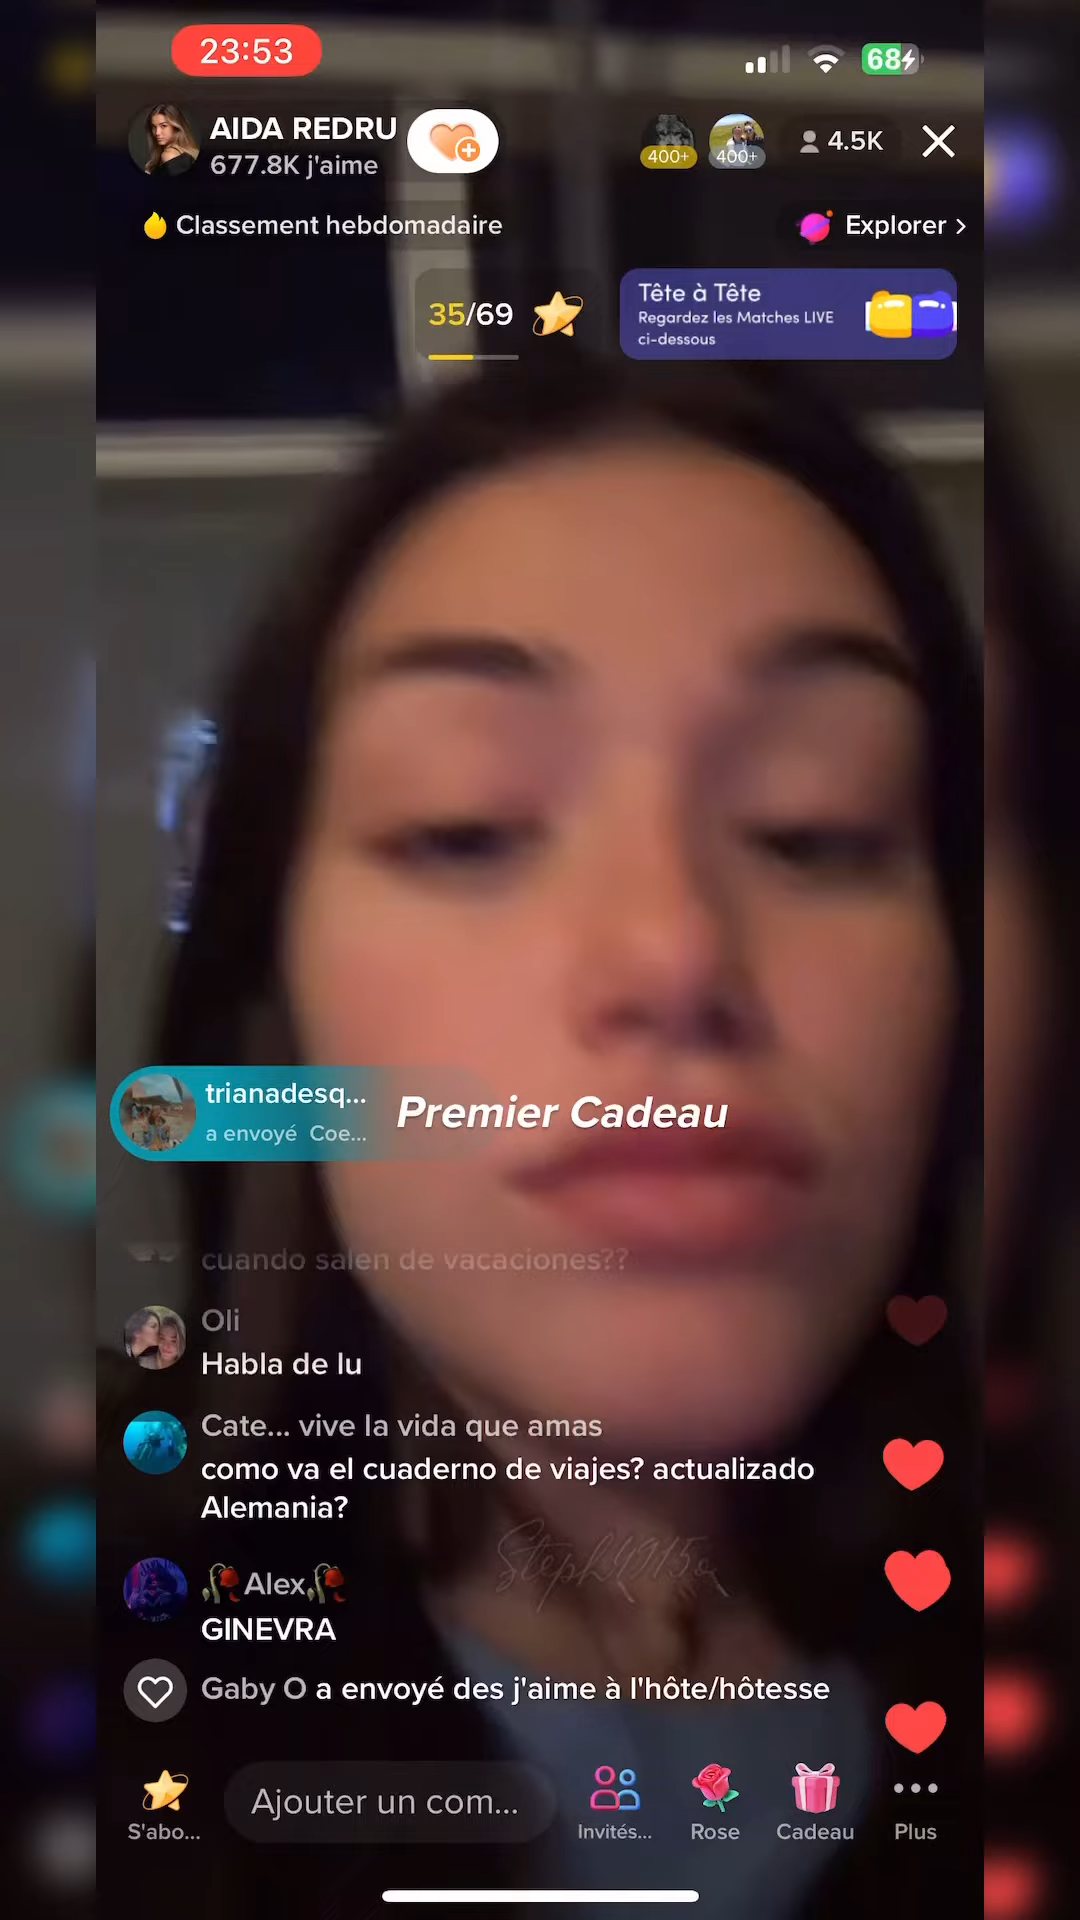 23:53
68
AIDA REDRU
677.8K j'aime
400+
400+
4.5K
Classement hebdomadaire
Explorer >
35/69
Tête à Tête
Regardez les Matches LIVE
ci-dessous
trianadesq...
a envoyé Coe...
Premier Cadeau
cuando salen de vacaciones??
Oli
Habla de lu
Cate... vive la vida que amas
como va el cuaderno de viajes? actualizado
Alemania?
Steph4915
🥀Alex🥀
GINEVRA
Gaby O a envoyé des j'aime à l'hôte/hôtesse
S'abo...
Ajouter un com...
Invités...
Rose
Cadeau
Plus